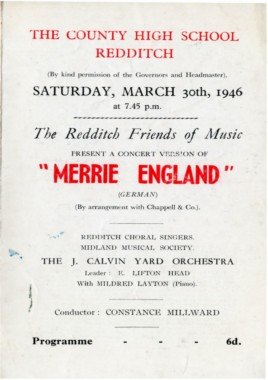 THE COUNTY HIGH SCHOOL
REDDITCH
(By kind permission of the Governors and Headmaster).
SATURDAY, MARCH 30th, 1946
at 7.45 p.m.
The Redditch Friends of Music
PRESENT A CONCERT VERSION OF
"MERRIE ENGLAND"
(GERMAN)
(By arrangement with Chappell & Co.).
REDDITCH CHORAL SINGERS.
MIDLAND MUSICAL SOCIETY.
THE J. CALVIN YARD ORCHESTRA
Leader: E. LIFTON HEAD
With MILDRED LAYTON (Piano).
Conductor: CONSTANCE MILLWARD
Programme - - - 6d.